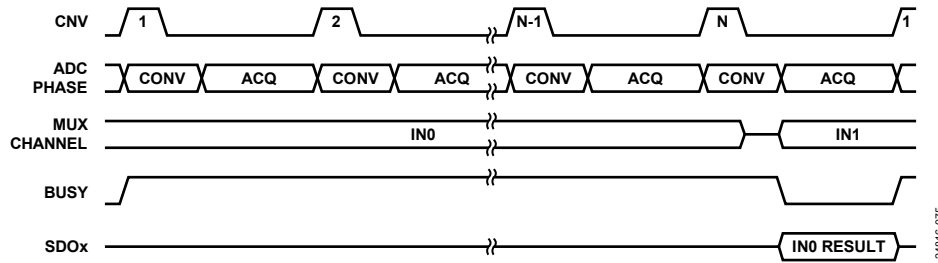 CNV 1 2 N-1 N 1
ADC PHASE CONV ACQ CONV ACQ CONV ACQ CONV ACQ
MUX CHANNEL IN0 IN1
BUSY
SDOx IN0 RESULT